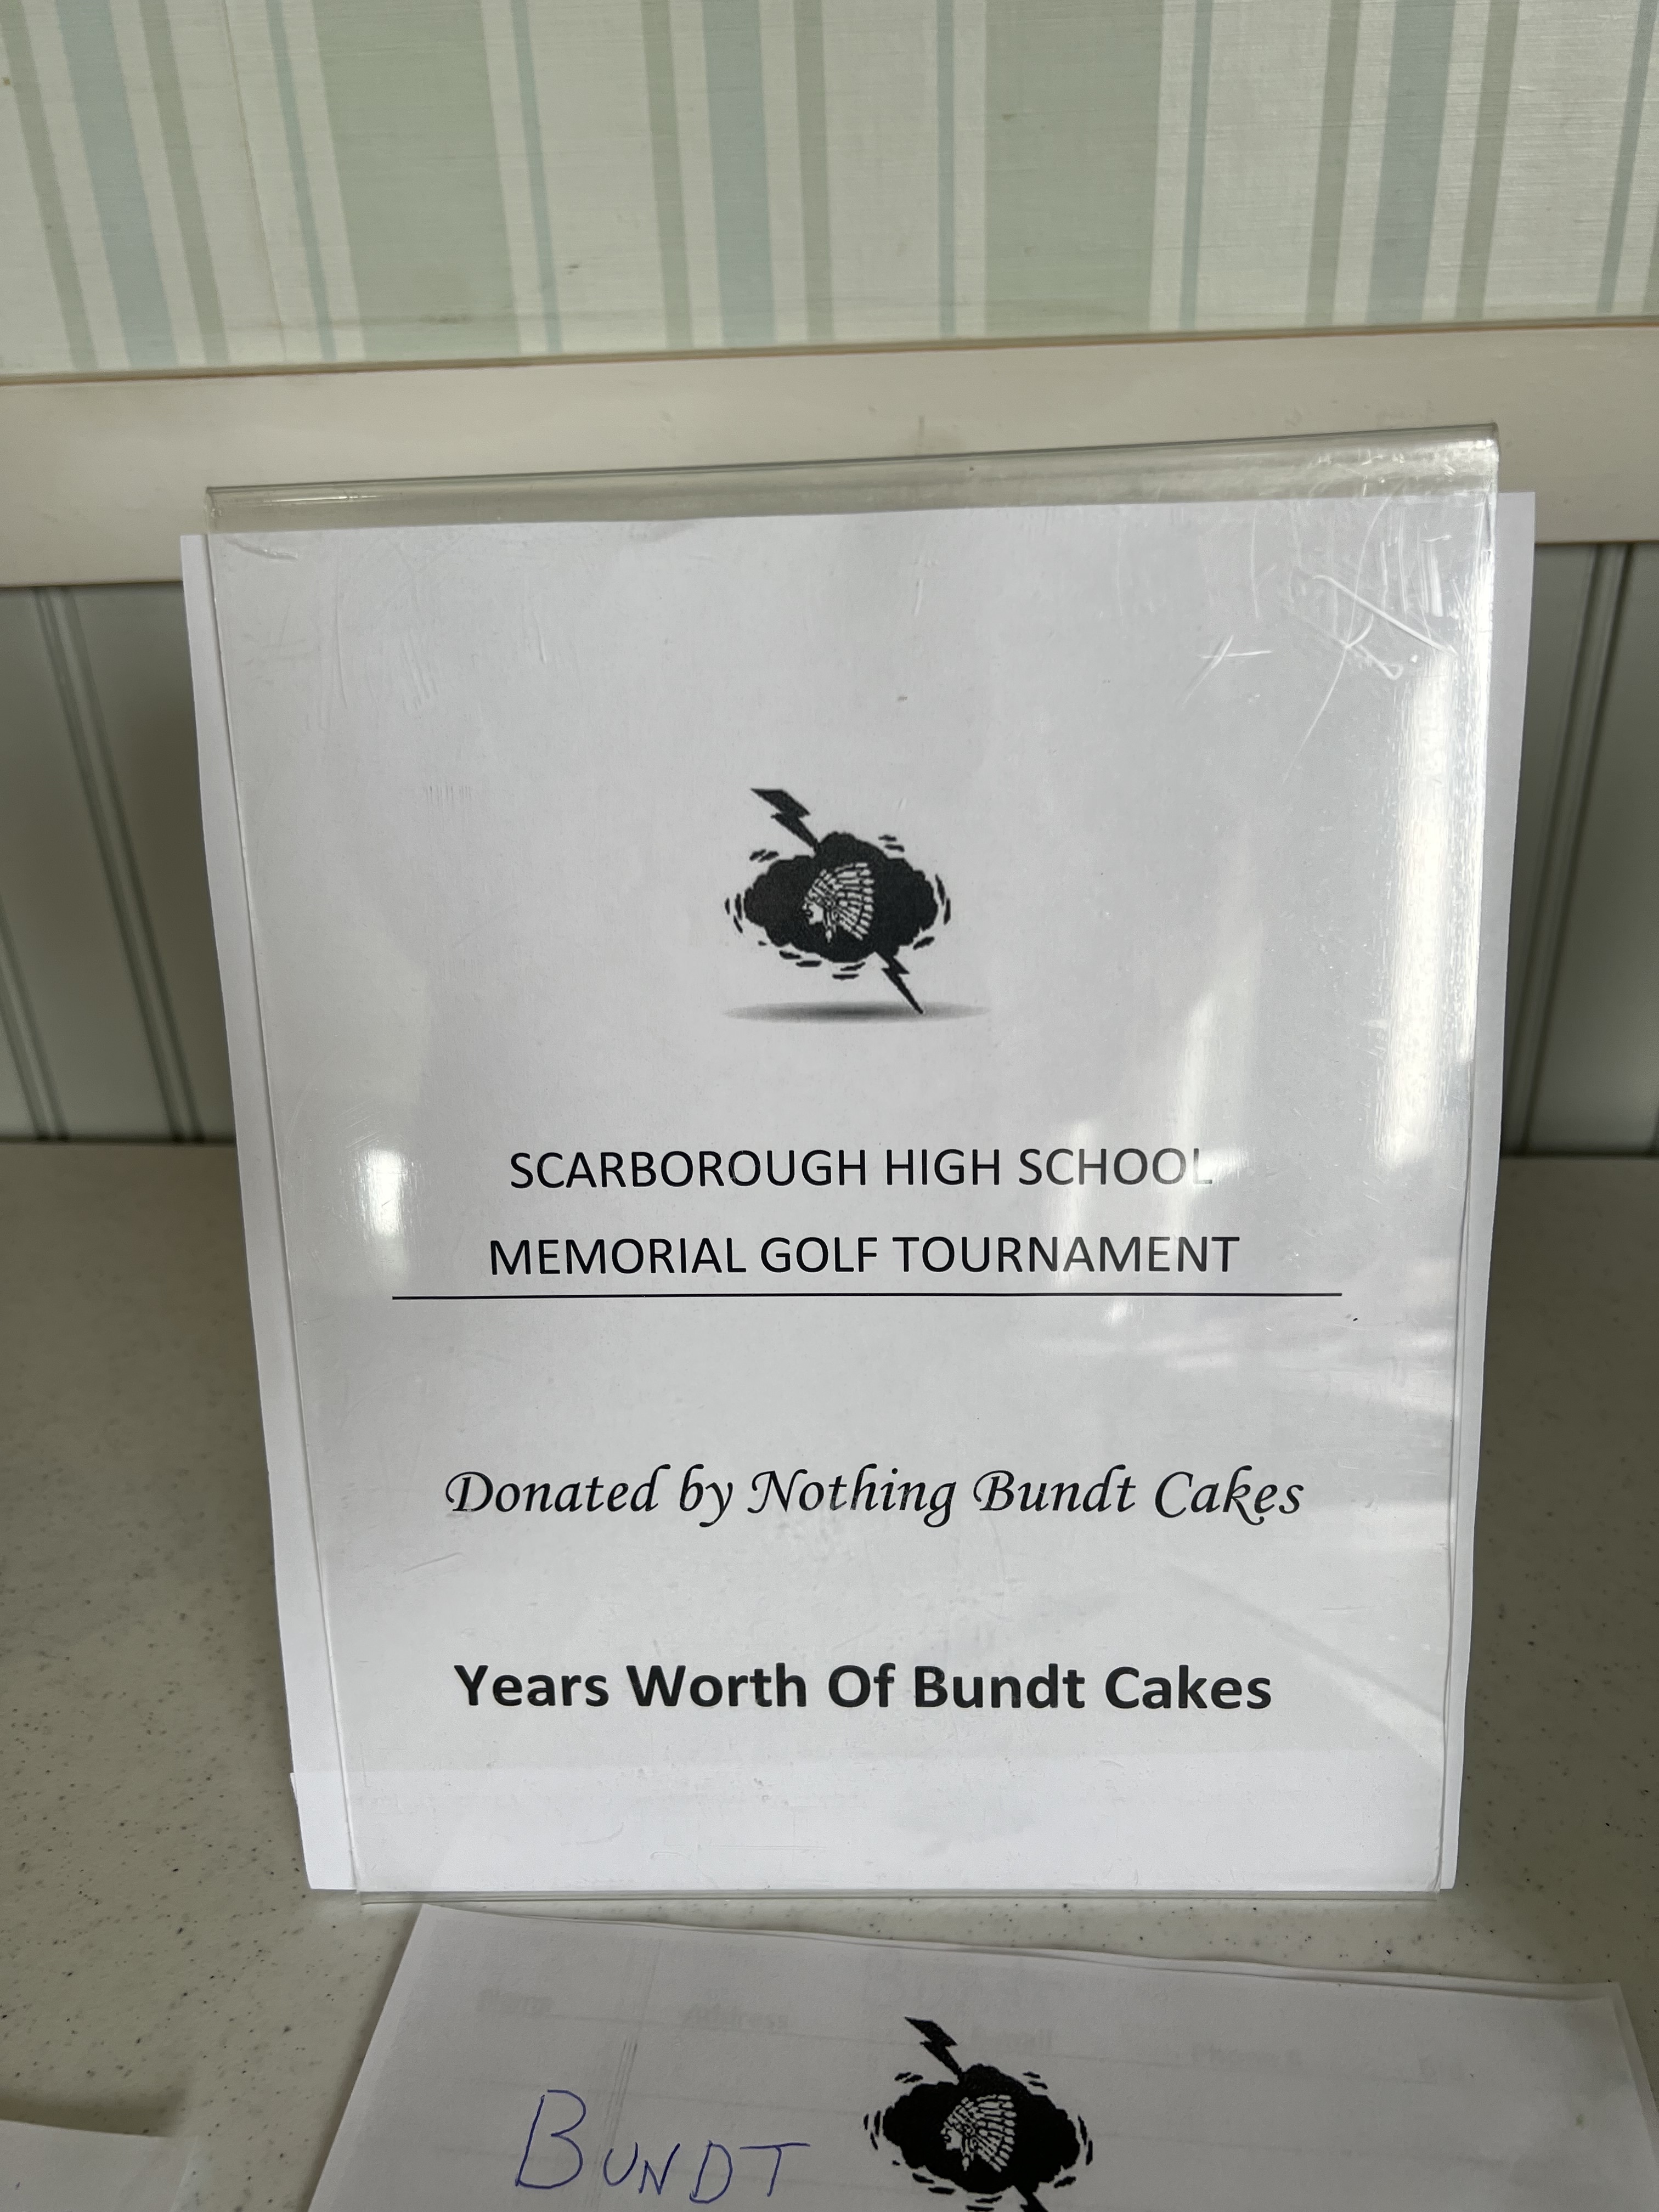 SCARBOROUGH HIGH SCHOOL
MEMORIAL GOLF TOURNAMENT
Donated by Nothing Bundt Cakes
Years Worth Of Bundt Cakes
BUNDT